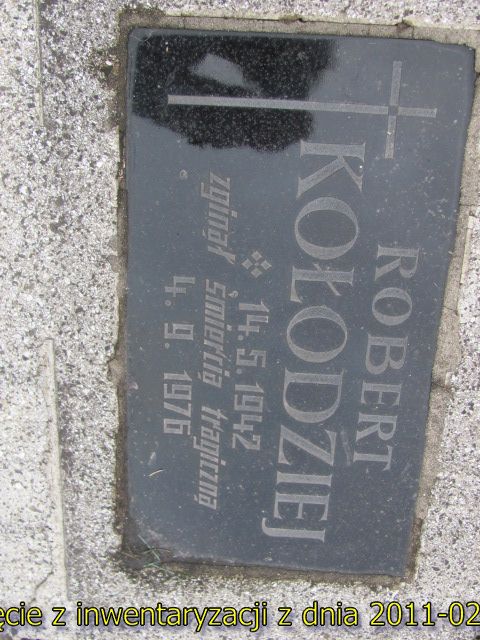 ROBERT
KOŁODZIEJ
14.5.1942
zginął śmiercią tragiczną
4. 9. 1976
ęcie z inwentaryzacji z dnia 2011-02